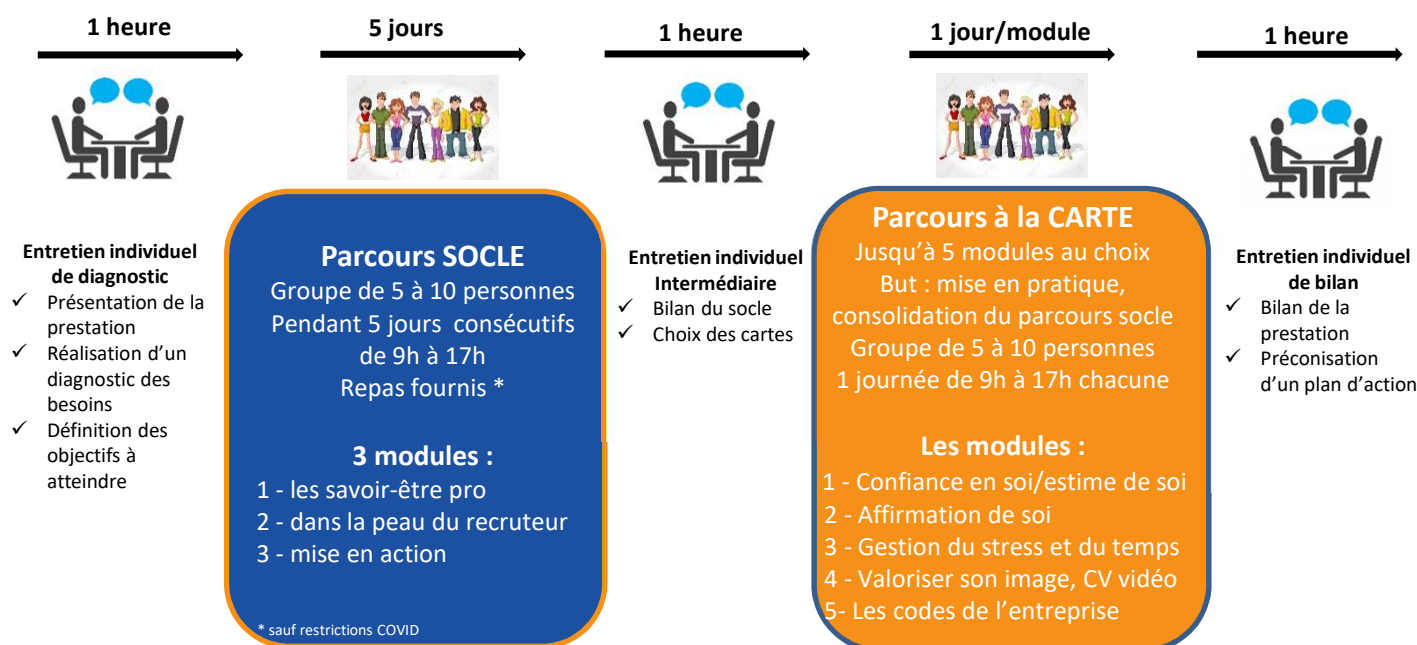 1 heure
5 jours
1 heure
1 jour/module
1 heure
Entretien individuel
de diagnostic
✓ Présentation de la
prestation
✓ Réalisation d’un
diagnostic des
besoins
✓ Définition des
objectifs à
atteindre
Parcours SOCLE
Groupe de 5 à 10 personnes
Pendant 5 jours consécutifs
de 9h à 17h
Repas fournis *
3 modules :
1 - les savoir-être pro
2 - dans la peau du recruteur
3 - mise en action
* sauf restrictions COVID
Entretien individuel
Intermédiaire
✓ Bilan du socle
✓ Choix des cartes
Parcours à la CARTE
Jusqu’à 5 modules au choix
But : mise en pratique,
consolidation du parcours socle
Groupe de 5 à 10 personnes
1 journée de 9h à 17h chacune
Les modules :
1 - Confiance en soi/estime de soi
2 - Affirmation de soi
3 - Gestion du stress et du temps
4 - Valoriser son image, CV vidéo
5- Les codes de l’entreprise
Entretien individuel
de bilan
✓ Bilan de la
prestation
✓ Préconisation
d’un plan d’action